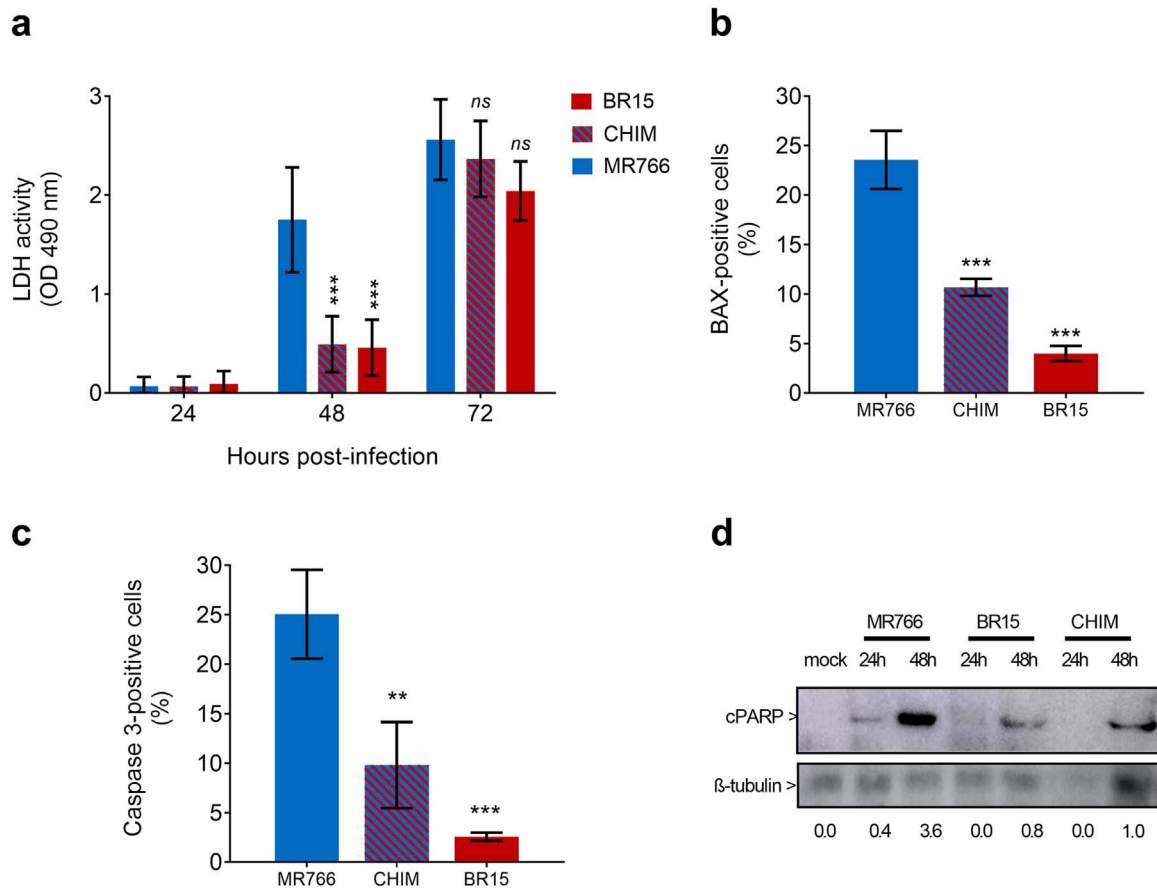 a
3
2
1
0
LDH activity
(OD 490 nm)
***
***
ns
ns
24
48
72
Hours post-infection
BR15
CHIM
MR766
b
30
25
20
15
10
5
0
BAX-positive cells
(%)
***
***
MR766 CHIM BR15
c
30
25
20
15
10
5
0
Caspase 3-positive cells
(%)
**
***
MR766 CHIM BR15
d
MR766 BR15 CHIM
mock 24h 48h 24h 48h 24h 48h
cPARP >
ß-tubulin >
0.0 0.4 3.6 0.0 0.8 0.0 1.0